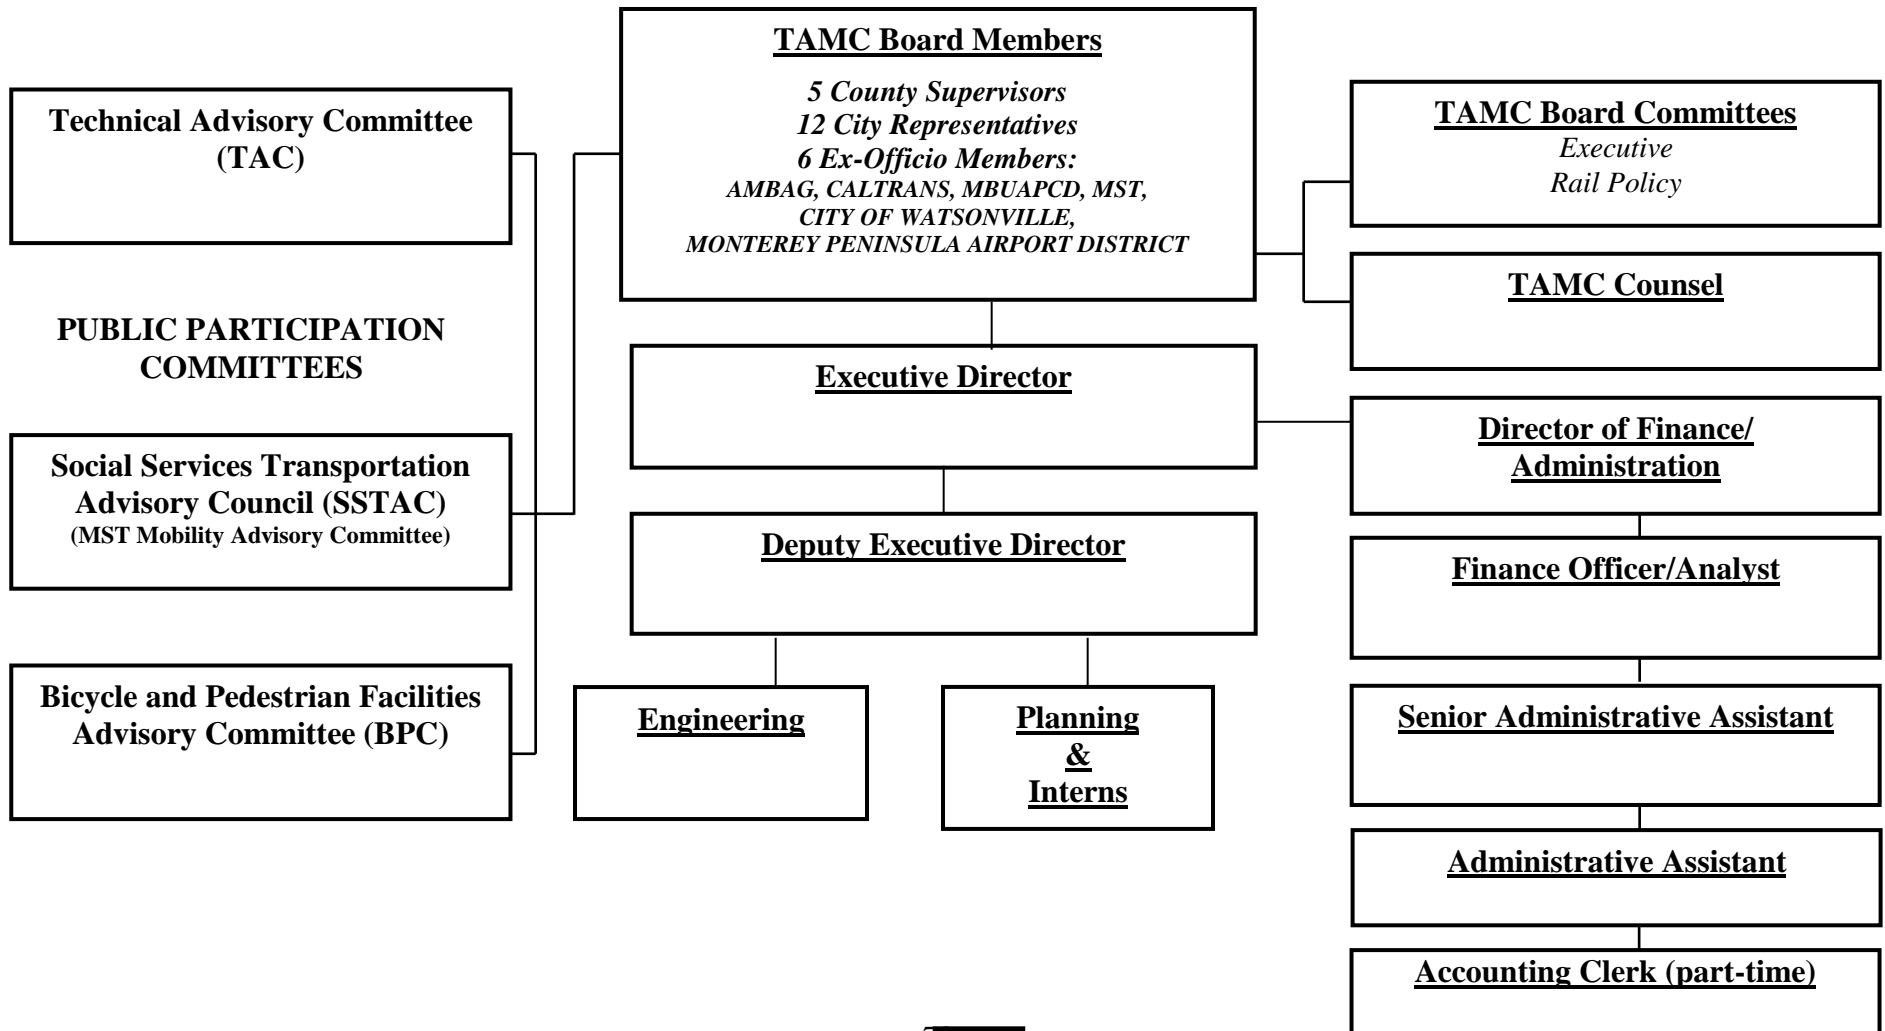 TAMC Board Members
5 County Supervisors
12 City Representatives
6 Ex-Officio Members:
AMBAG, CALTRANS, MBUAPCD, MST,
CITY OF WATSONVILLE,
MONTEREY PENINSULA AIRPORT DISTRICT
Technical Advisory Committee
(TAC)
PUBLIC PARTICIPATION
COMMITTEES
Social Services Transportation
Advisory Council (SSTAC)
(MST Mobility Advisory Committee)
Bicycle and Pedestrian Facilities
Advisory Committee (BPC)
TAMC Board Committees
Executive
Rail Policy
TAMC Counsel
Executive Director
Director of Finance/
Administration
Deputy Executive Director
Finance Officer/Analyst
Engineering
Planning
&
Interns
Senior Administrative Assistant
Administrative Assistant
Accounting Clerk (part-time)